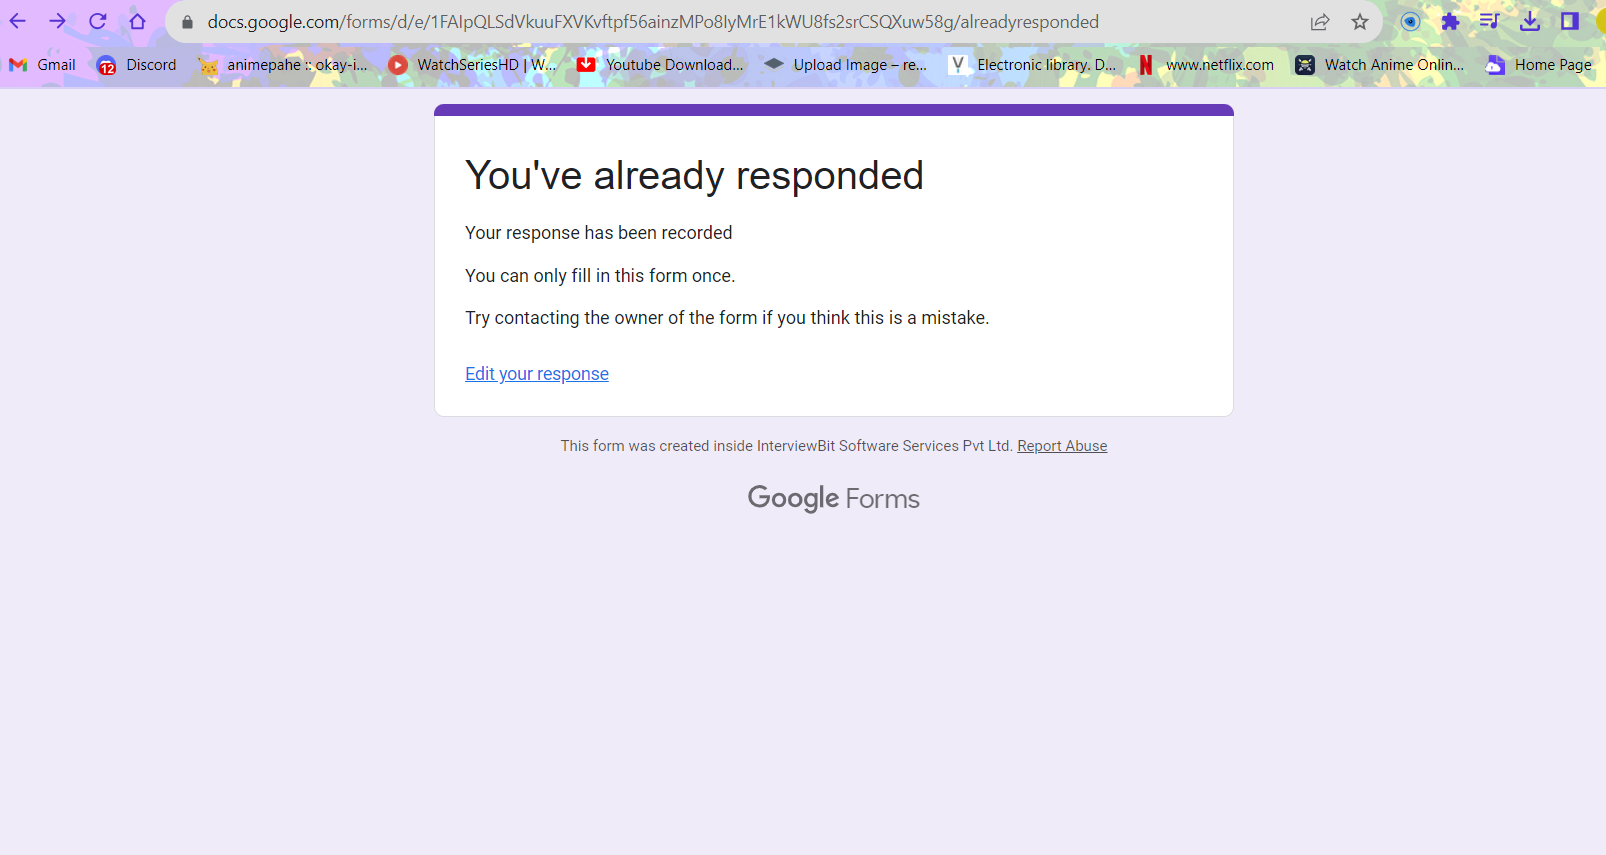 docs.google.com/forms/d/e/1FAIpQLSdVkuuFXVKvftpf56ainzMPo8IyMrE1kWU8fs2srCSQXuw58g/alreadyresponded
Gmail 12 Discord animepahe :: okay-i... WatchSeriesHD | W... Youtube Download... Upload Image – re... Electronic library. D... www.netflix.com Watch Anime Onlin... Home Page
You've already responded
Your response has been recorded
You can only fill in this form once.
Try contacting the owner of the form if you think this is a mistake.
Edit your response
This form was created inside InterviewBit Software Services Pvt Ltd. Report Abuse
Google Forms